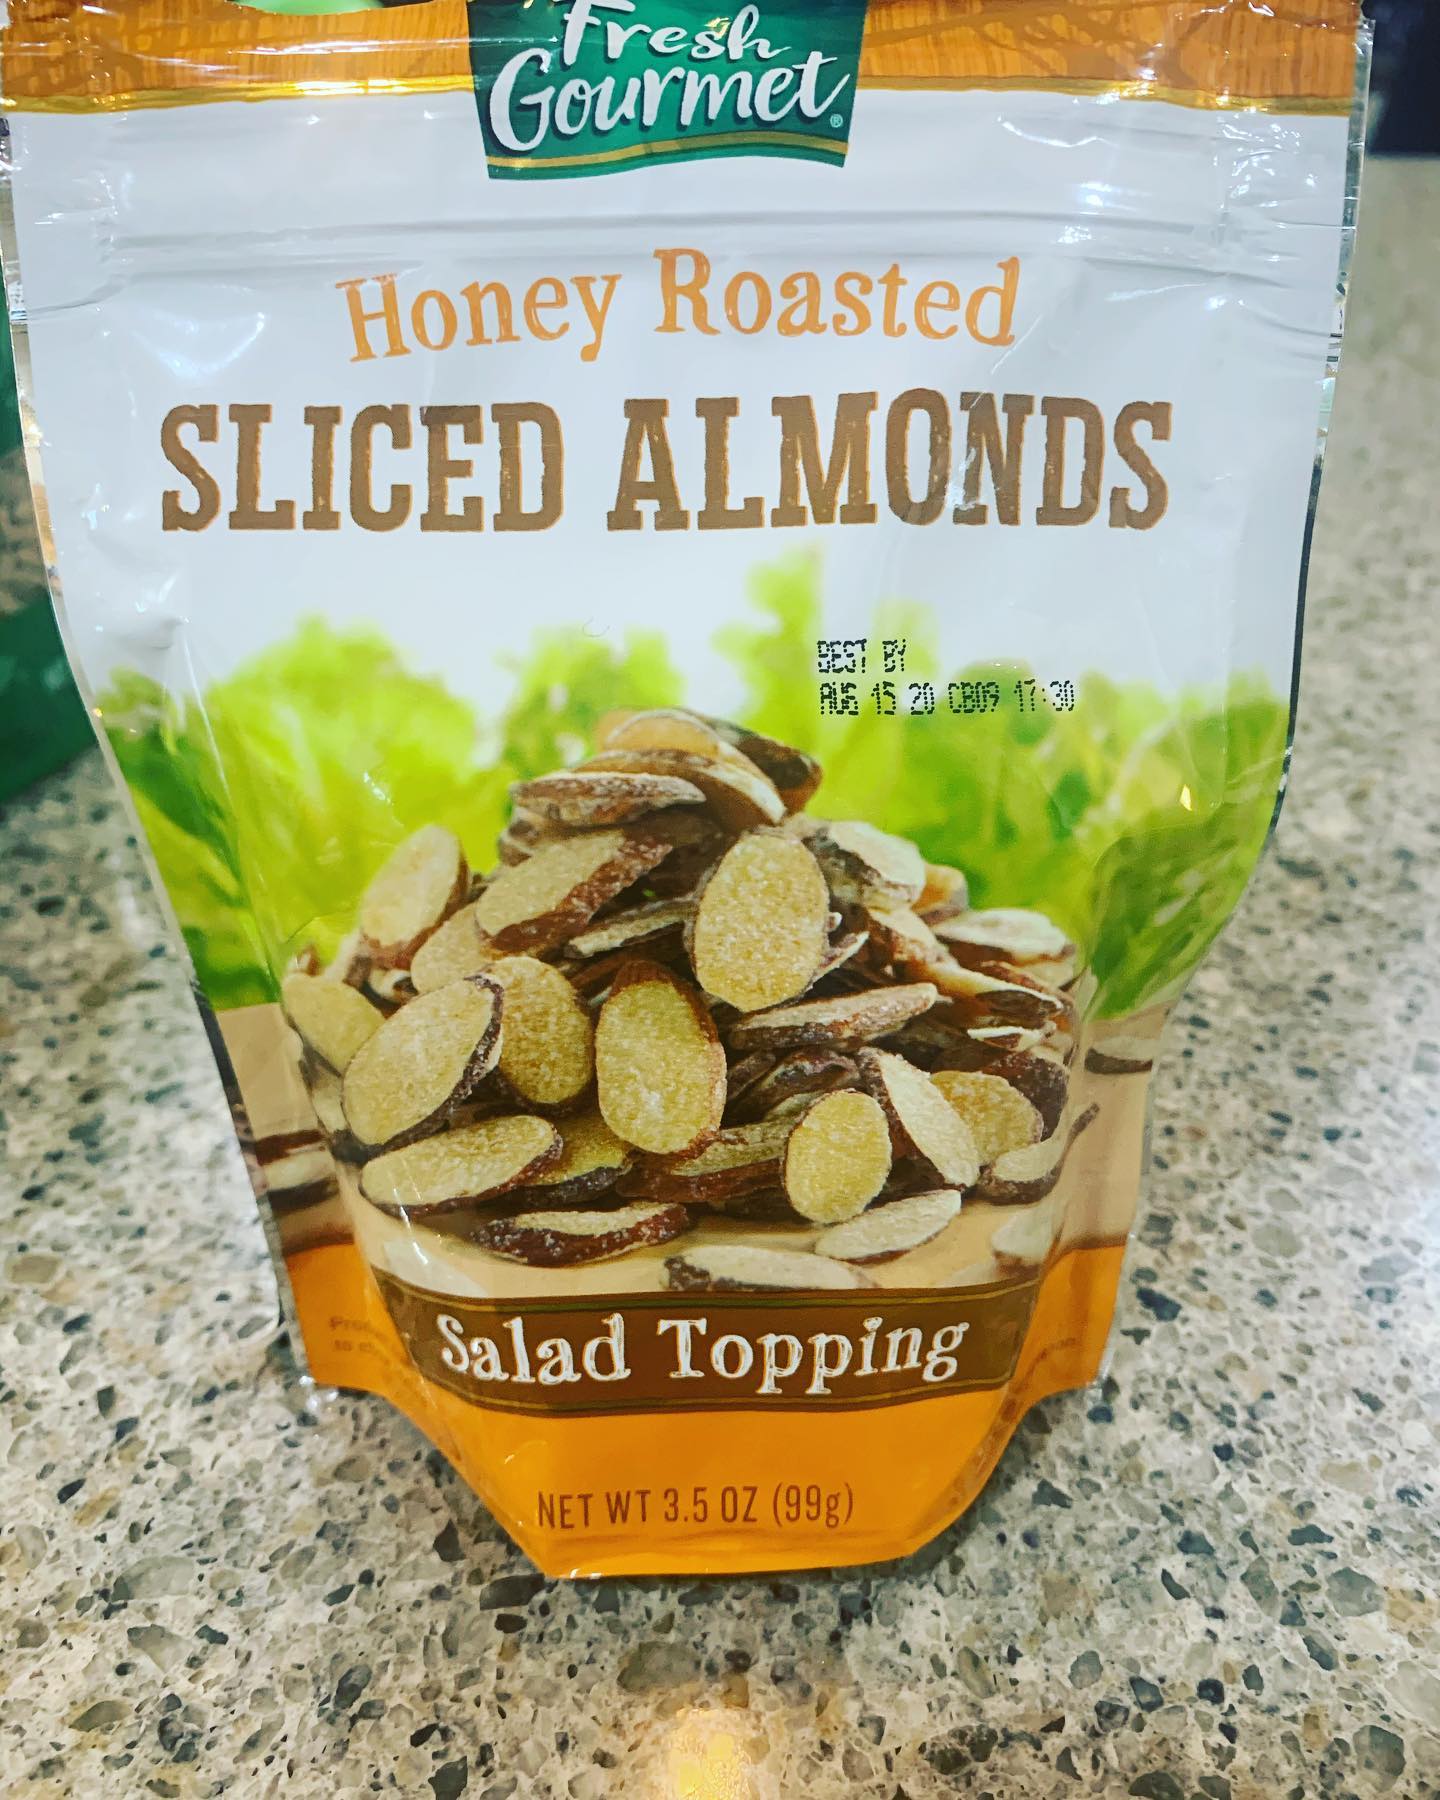 Fresh
Gourmet®
Honey Roasted
SLICED ALMONDS
BEST BY
AUG 15 20 CB09 17:30
Salad Topping
NET WT 3.5 OZ (99g)